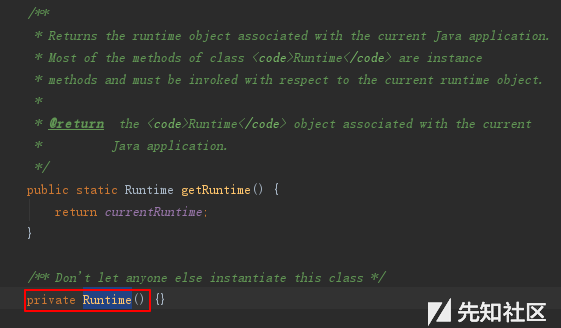 /**
* Returns the runtime object associated with the current Java application.
* Most of the methods of class <code>Runtime</code> are instance
* methods and must be invoked with respect to the current runtime object.
*
* @return  the <code>Runtime</code> object associated with the current
*          Java application.
*/
public static Runtime getRuntime() {
return currentRuntime;
}
/** Don't let anyone else instantiate this class */
private Runtime() {}
先知社区